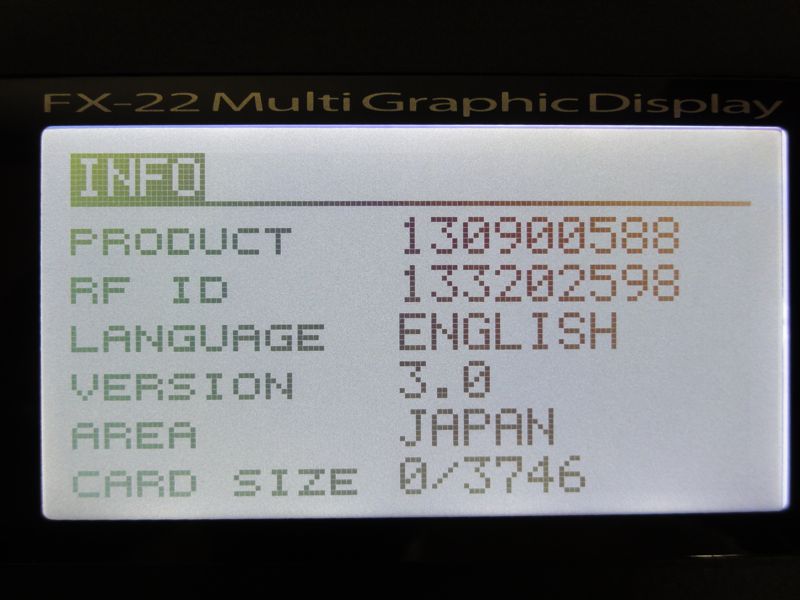 FX-22 Multi Graphic Display
INFO
PRODUCT 130900588
RF ID 133202598
LANGUAGE ENGLISH
VERSION 3.0
AREA JAPAN
CARD SIZE 0/3746